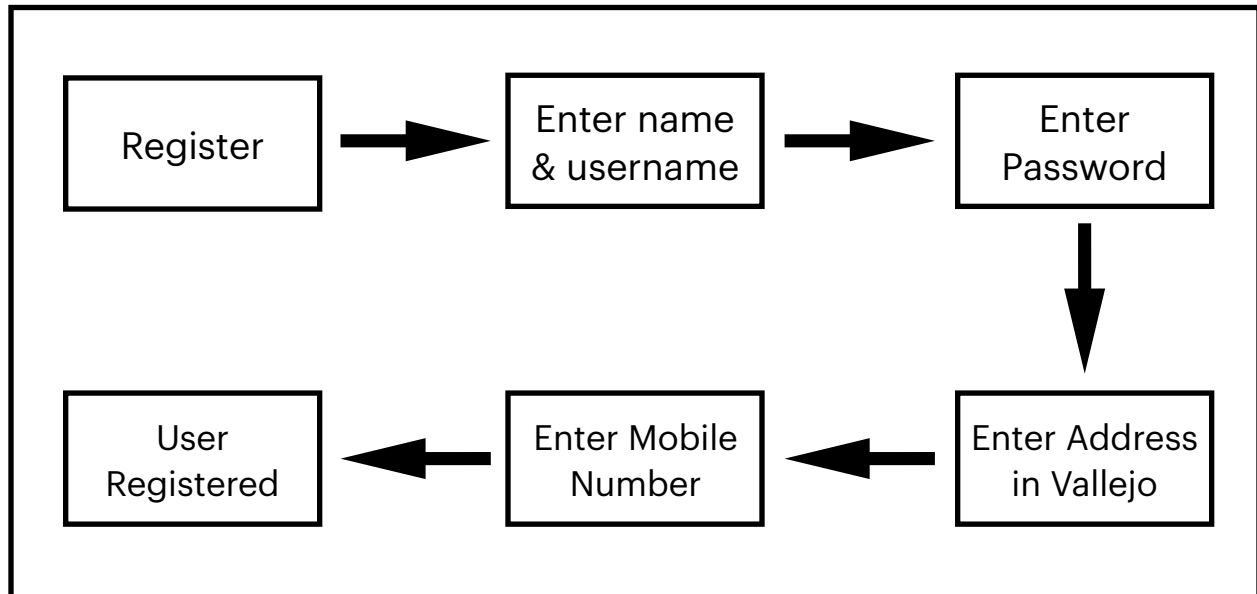 Register
Enter name
& username
Enter
Password
Enter Address
in Vallejo
Enter Mobile
Number
User
Registered